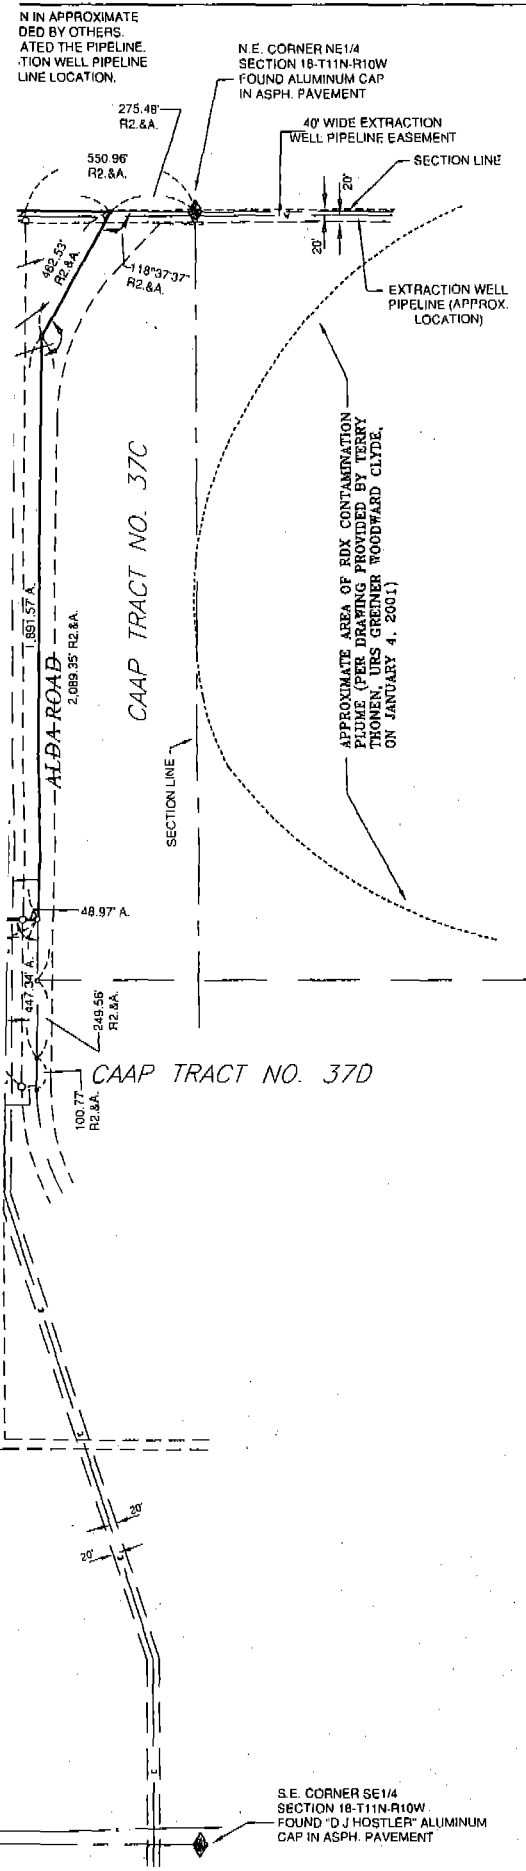 N IN APPROXIMATE
DED BY OTHERS.
ATED THE PIPELINE.
TION WELL PIPELINE
LINE LOCATION.
N.E. CORNER NE1/4
SECTION 18-T11N-R10W
FOUND ALUMINUM CAP
IN ASPH. PAVEMENT
275.48'
R2.&A.
40' WIDE EXTRACTION
WELL PIPELINE EASEMENT
550.96'
R2.&A.
SECTION LINE
20'
20'
462.53'
R2.&A.
118°37'37"
R2.&A.
EXTRACTION WELL
PIPELINE (APPROX.
LOCATION)
APPROXIMATE AREA OF RDX CONTAMINATION
PLUME (PER DRAWING PROVIDED BY TERRY
THONEN, URS GREINER WOODWARD CLYDE,
ON JANUARY 4, 2001)
CAAP TRACT NO. 37C
1,891.57' A.
ALDA ROAD
2,089.35' R2.&A.
SECTION LINE
48.97' A.
447.34' A.
249.56'
R2.&A.
CAAP TRACT NO. 37D
100.77'
R2.&A.
20'
20'
S.E. CORNER SE1/4
SECTION 18-T11N-R10W
FOUND "D J HOSTLER" ALUMINUM
CAP IN ASPH. PAVEMENT